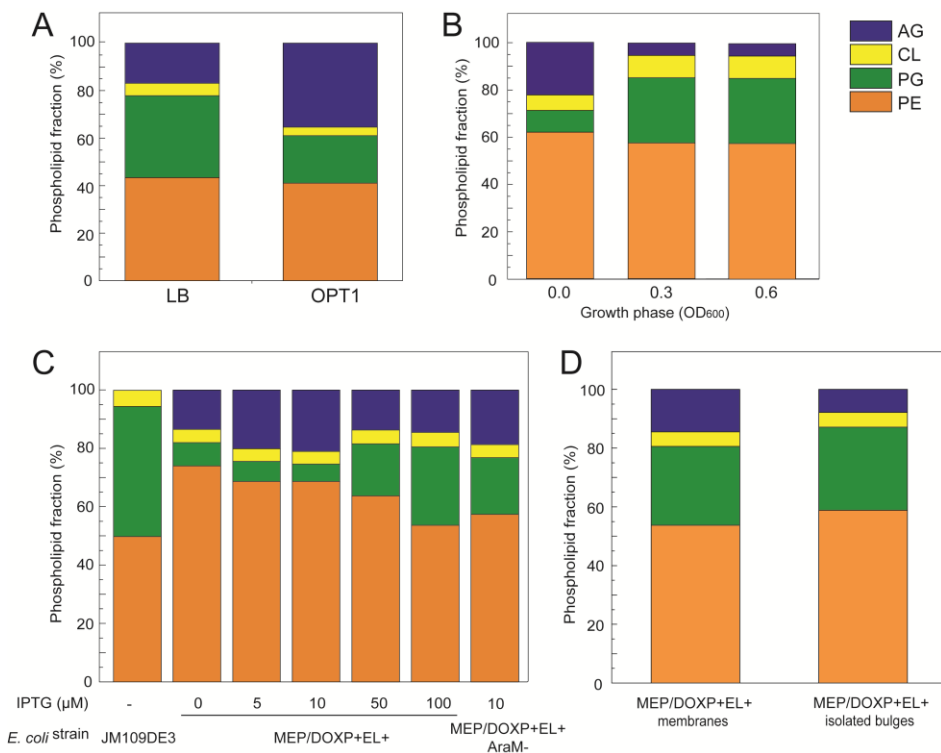 A
Phospholipid fraction (%)
100
80
60
40
20
0
LB OPT1
B
Phospholipid fraction (%)
100
80
60
40
20
0
0.0 0.3 0.6
Growth phase (OD600)
AG
CL
PG
PE
C
Phospholipid fraction (%)
100
80
60
40
20
0
IPTG (µM) - 0 5 10 50 100 10
E. coli strain JM109DE3 MEP/DOXP+EL+ MEP/DOXP+EL+
AraM-
D
Phospholipid fraction (%)
100
80
60
40
20
0
MEP/DOXP+EL+ MEP/DOXP+EL+
membranes isolated bulges